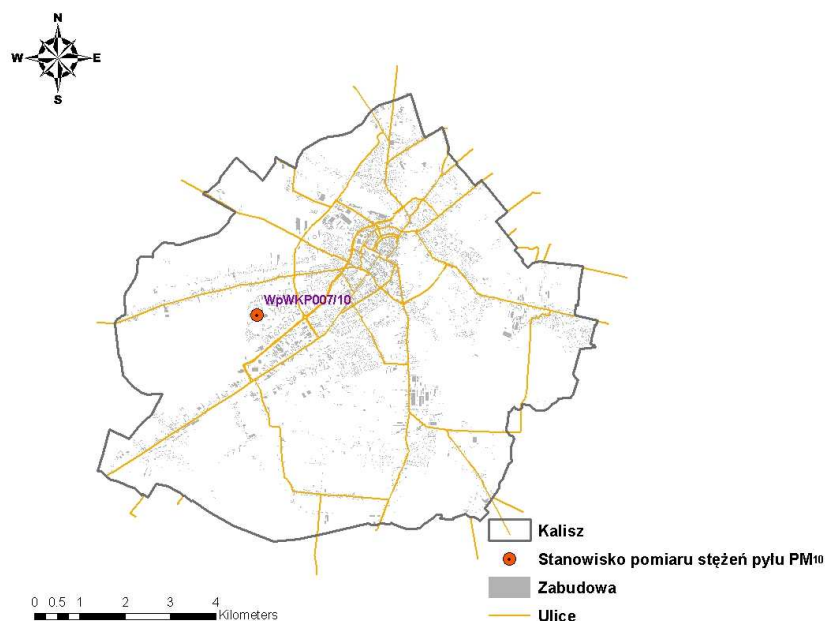 N
W E
S
WpWKP007/10
Kalisz
Stanowisko pomiaru stężeń pyłu PM10
Zabudowa
Ulice
0 0.5 1 2 3 4
Kilometers